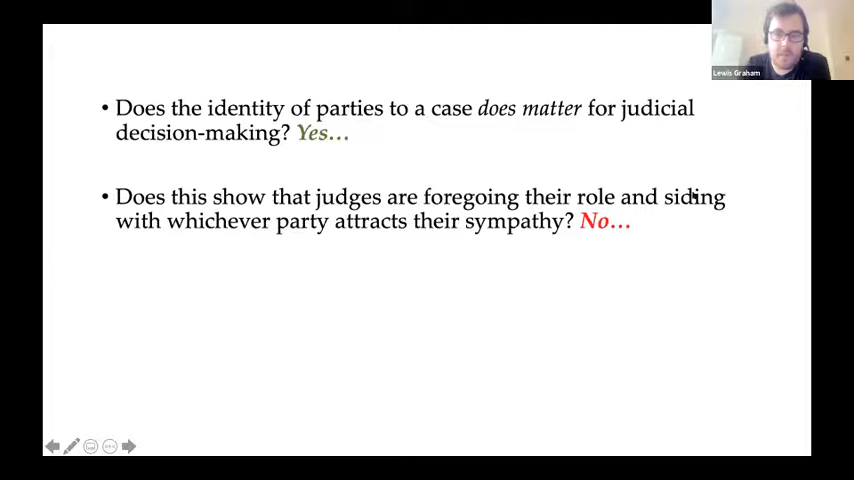 Lewis Graham
• Does the identity of parties to a case does matter for judicial
decision-making? Yes…
• Does this show that judges are foregoing their role and siding
with whichever party attracts their sympathy? No…